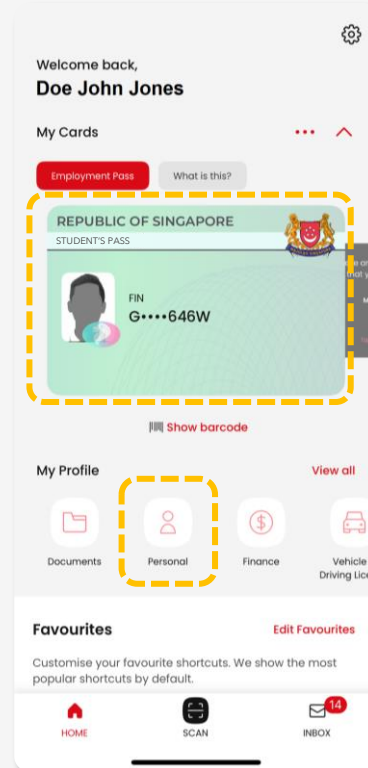 Welcome back,
Doe John Jones
My Cards
Employment Pass
What is this?
REPUBLIC OF SINGAPORE
STUDENT'S PASS
FIN
G••••646W
Show barcode
My Profile
View all
Documents
Personal
Finance
Vehicle
Driving Lice
Favourites
Edit Favourites
Customise your favourite shortcuts. We show the most
popular shortcuts by default.
14
HOME
SCAN
INBOX